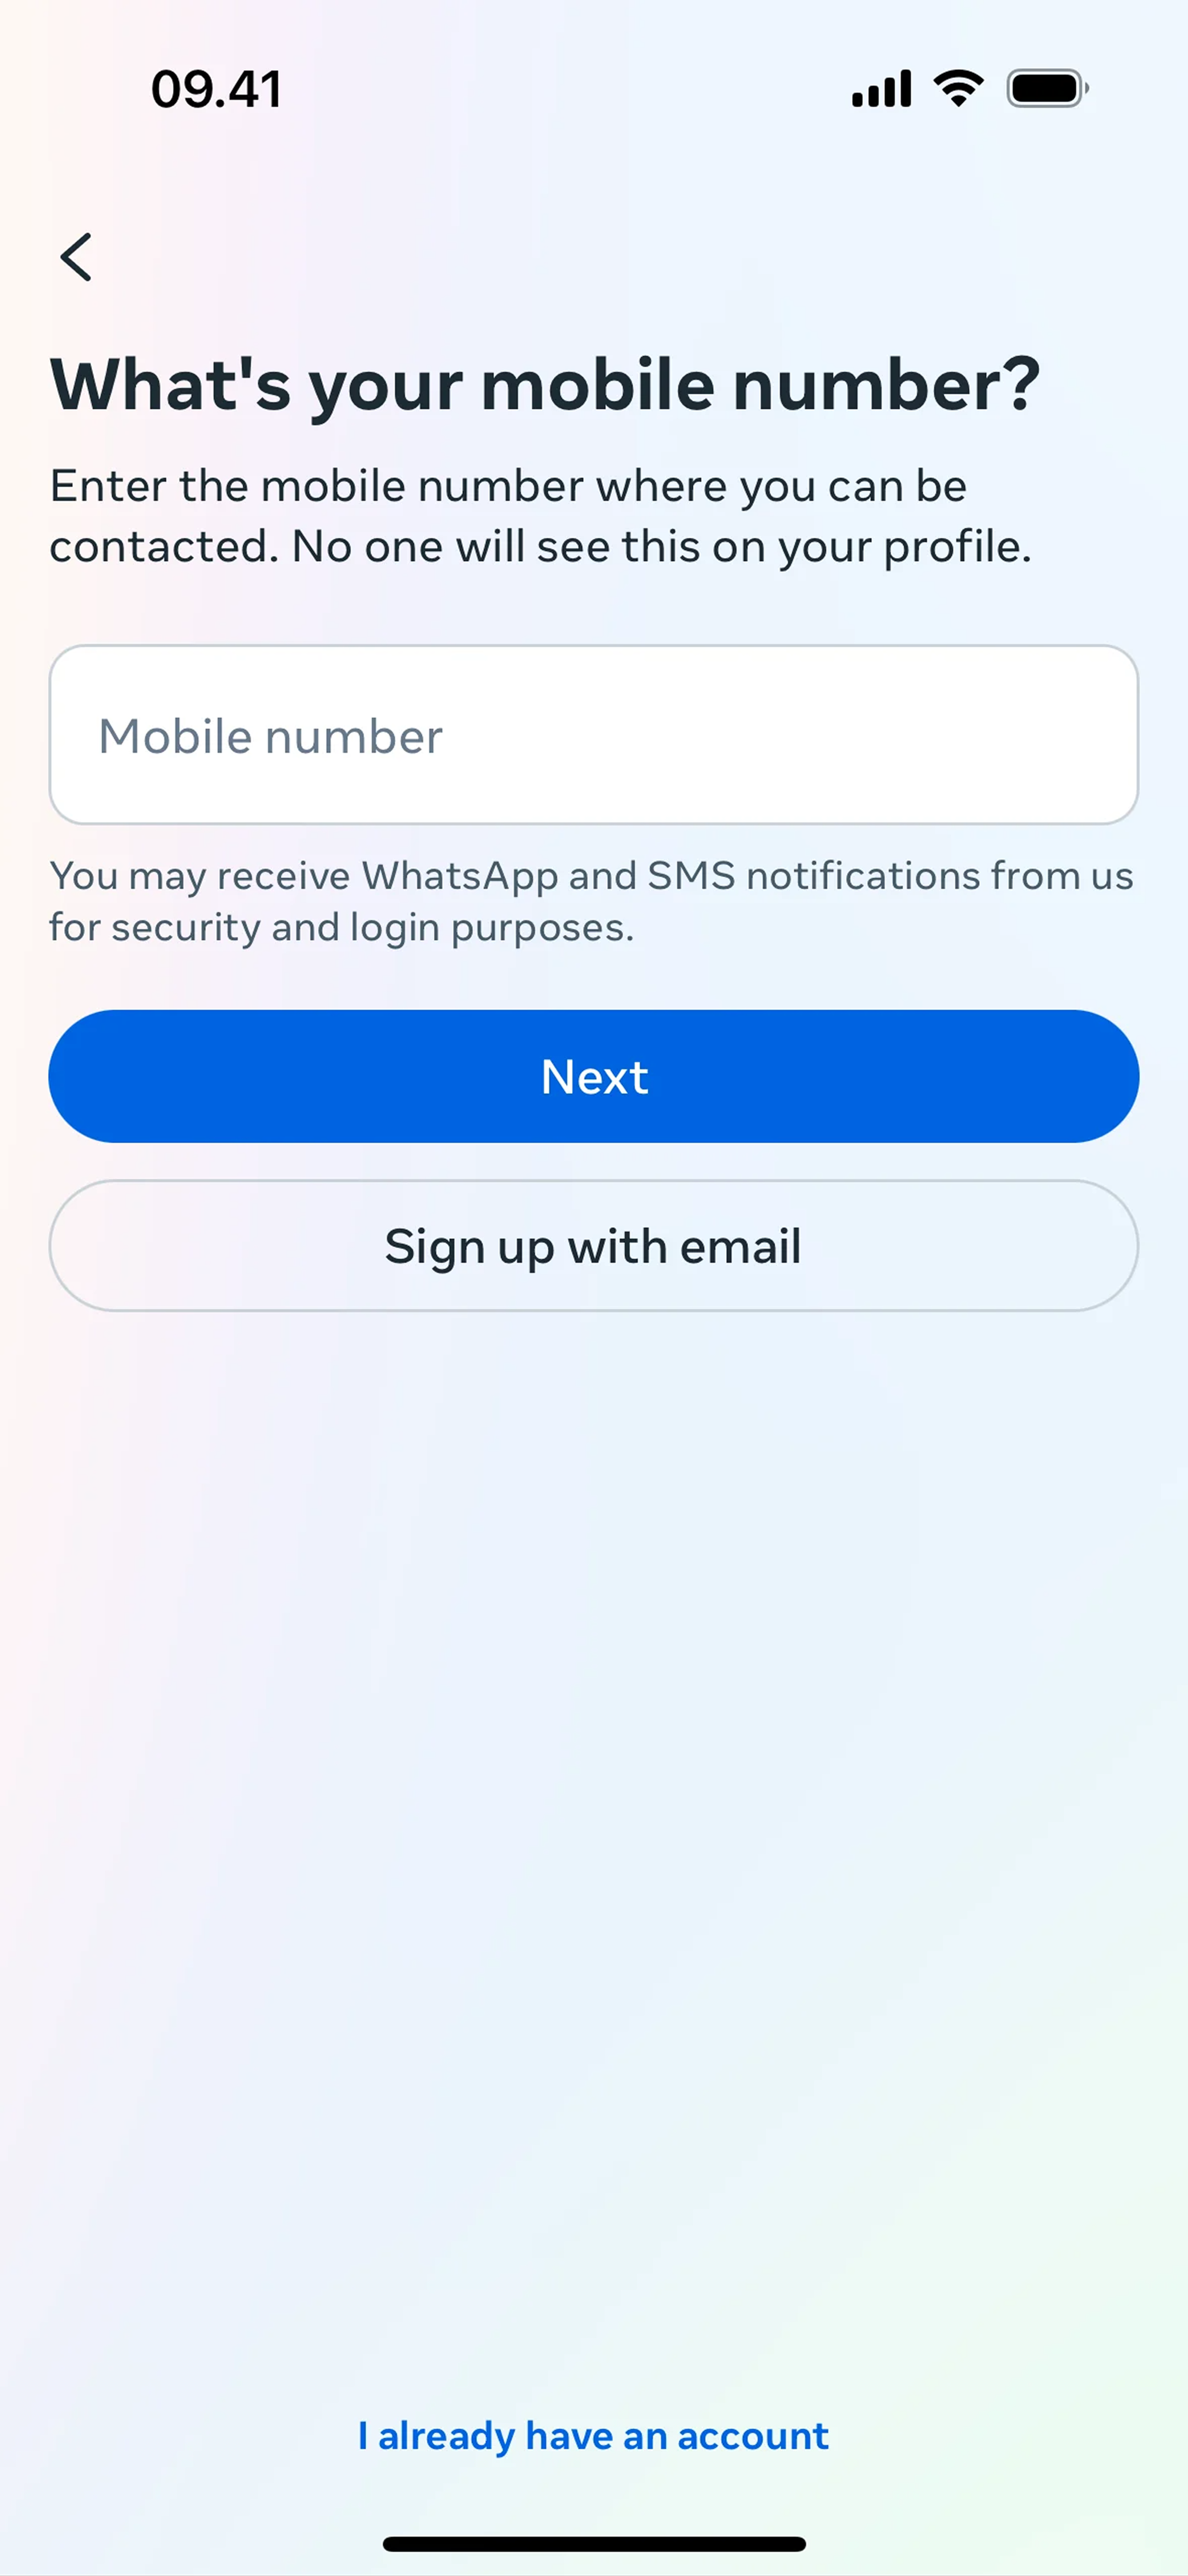 09.41
What's your mobile number?
Enter the mobile number where you can be
contacted. No one will see this on your profile.
Mobile number
You may receive WhatsApp and SMS notifications from us
for security and login purposes.
Next
Sign up with email
I already have an account